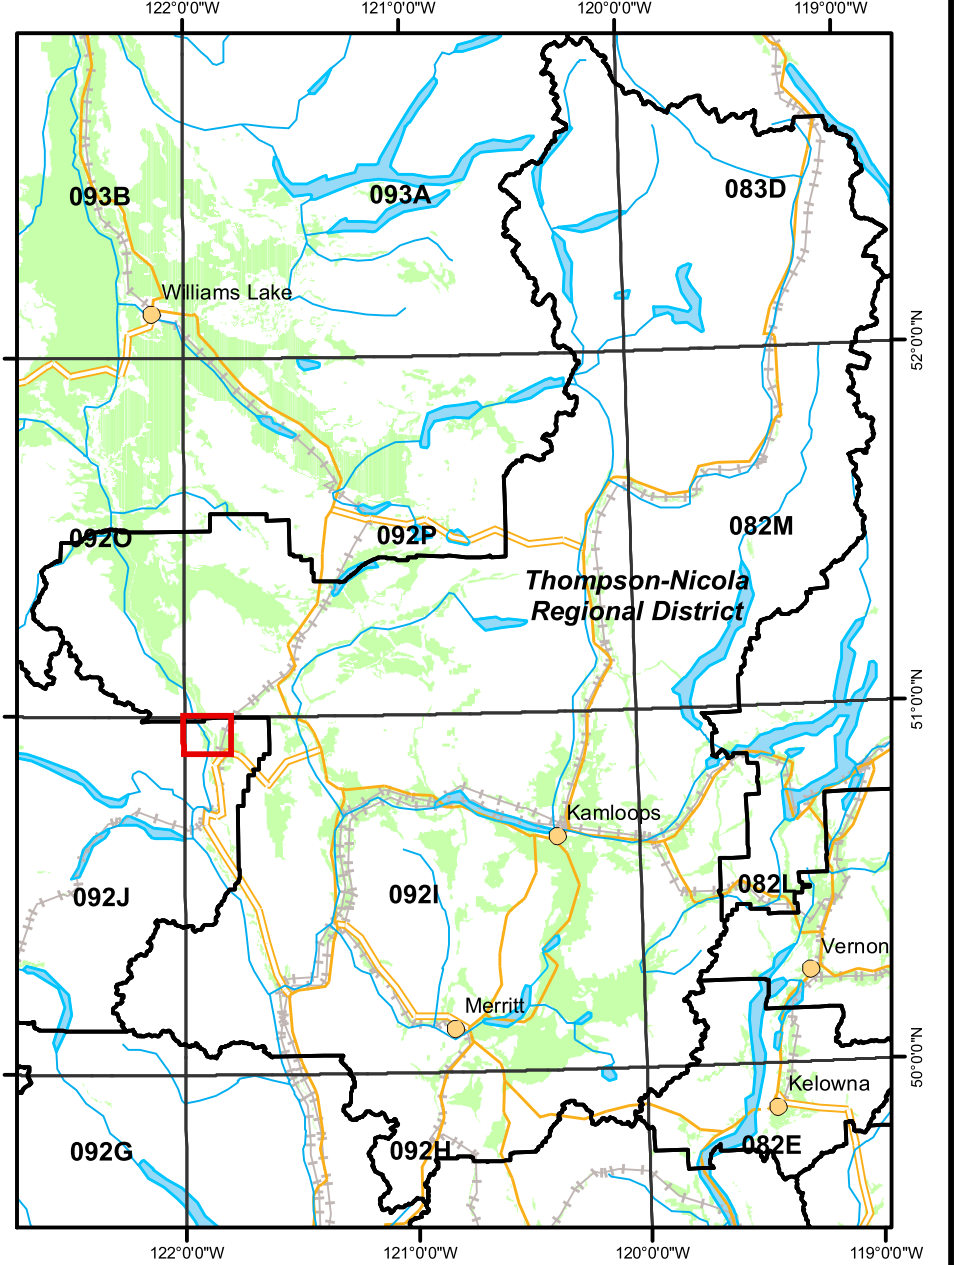 122°0'0"W
121°0'0"W
120°0'0"W
119°0'0"W
093B
093A
083D
Williams Lake
52°0'0"N
092O
092P
082M
Thompson-Nicola
Regional District
51°0'0"N
Kamloops
092J
092I
082L
Vernon
Merritt
50°0'0"N
Kelowna
092G
092H
082E
122°0'0"W
121°0'0"W
120°0'0"W
119°0'0"W